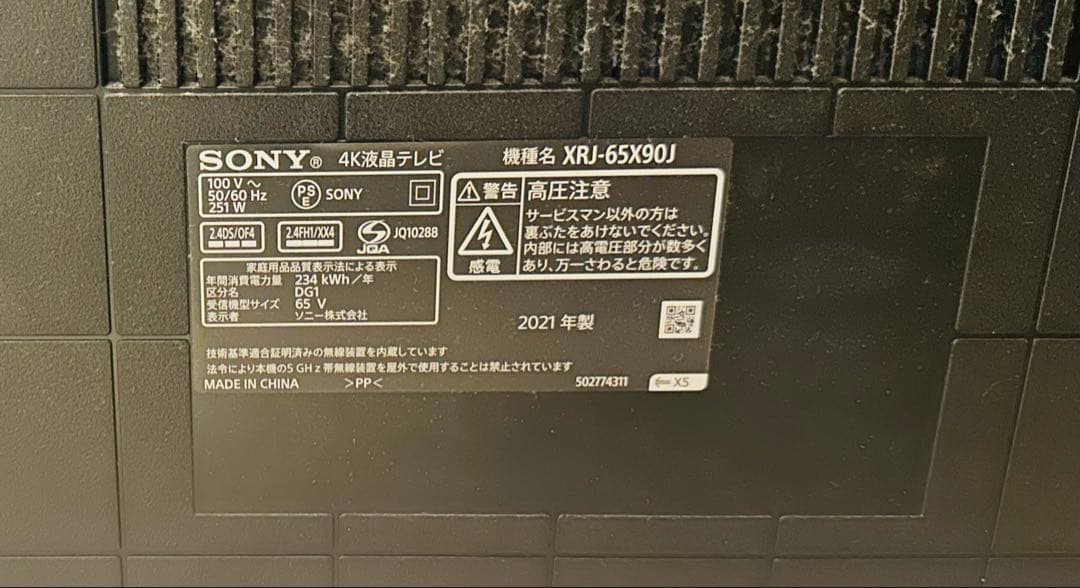 SONY® 4K液晶テレビ 機種名 XRJ-65X90J
100 V～
50/60 Hz
251 W
PS
E
SONY
2.4DS/OF4
2.4FH1/XX4
JQA
JQ10288
家庭用品品質表示法による表示
年間消費電力量 234 kWh／年
区分名 DG1
受信機型サイズ 65 V
表示者 ソニー株式会社
警告 高圧注意
感電
サービスマン以外の方は
裏ぶたをあけないでください。
内部には高電圧部分が数多く
あり、万一さわると危険です。
2021 年製
技術基準適合証明済みの無線装置を内蔵しています
法令により本機の5 GHz 帯無線装置を屋外で使用することは禁止されています
MADE IN CHINA >PP< 502774311 X5